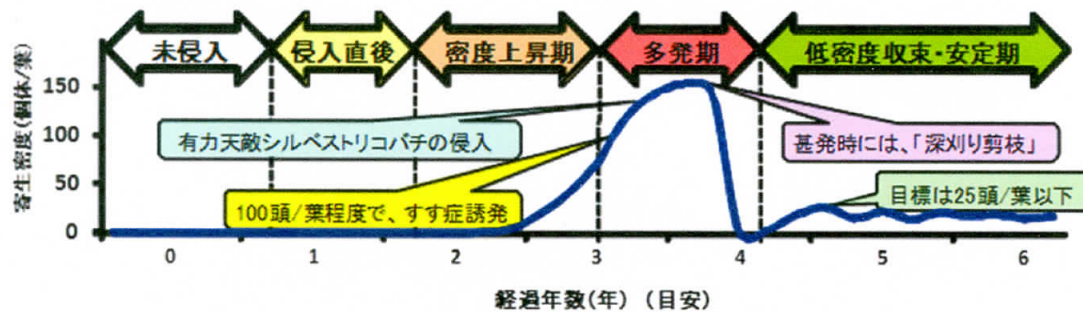 未侵入 侵入直後 密度上昇期 多発期 低密度収束・安定期
寄生密度(個体/葉)
150
100
50
0
有力天敵シルベストリコバチの侵入
甚発時には、「深刈り剪枝」
100頭/葉程度で、すす症誘発
目標は25頭/葉以下
0 1 2 3 4 5 6
経過年数(年) (目安)